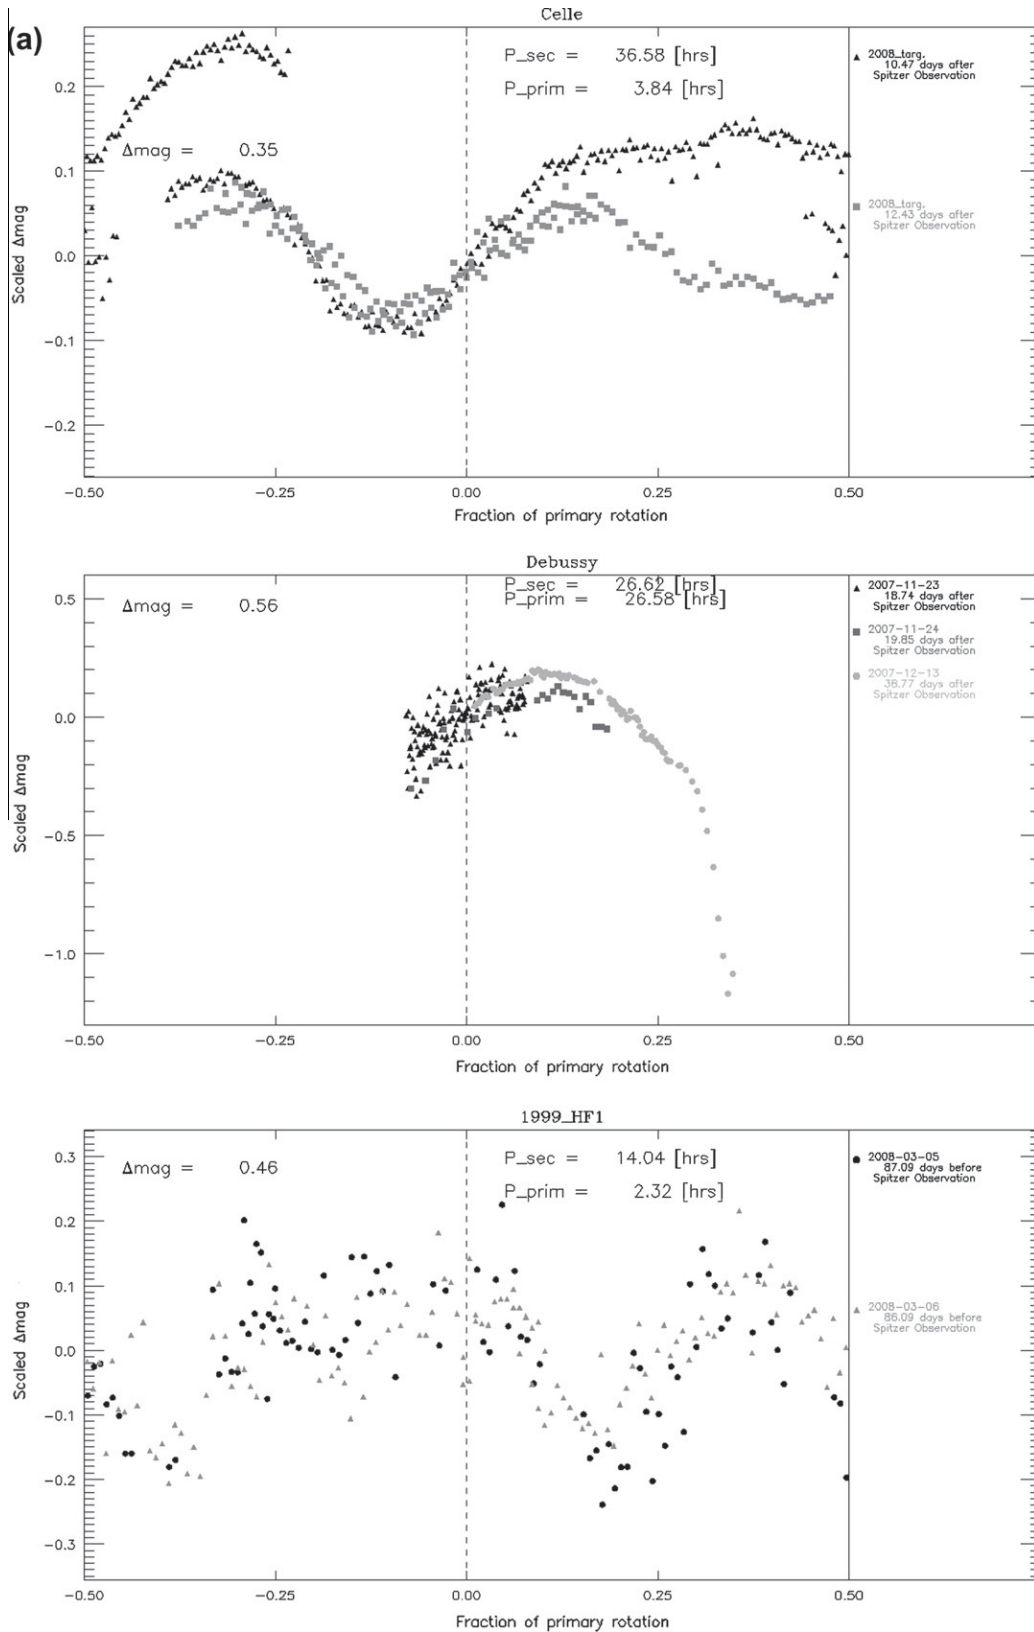 (a)
Celle
P_sec = 36.58 [hrs]
P_prim = 3.84 [hrs]
Δmag = 0.35
2008_targ.
10.47 days after
Spitzer Observation
2008_targ.
12.43 days after
Spitzer Observation
Scaled Δmag
0.2
0.1
0.0
−0.1
−0.2
−0.50
−0.25
0.00
0.25
0.50
Fraction of primary rotation
Debussy
P_sec = 26.62 [hrs]
P_prim = 26.58 [hrs]
Δmag = 0.56
2007−11−23
18.74 days after
Spitzer Observation
2007−11−24
19.85 days after
Spitzer Observation
2007−12−13
38.77 days after
Spitzer Observation
Scaled Δmag
0.5
0.0
−0.5
−1.0
−0.50
−0.25
0.00
0.25
0.50
Fraction of primary rotation
1999_HF1
P_sec = 14.04 [hrs]
P_prim = 2.32 [hrs]
Δmag = 0.46
2008−03−05
87.09 days before
Spitzer Observation
2008−03−06
86.09 days before
Spitzer Observation
Scaled Δmag
0.3
0.2
0.1
0.0
−0.1
−0.2
−0.3
−0.50
−0.25
0.00
0.25
0.50
Fraction of primary rotation